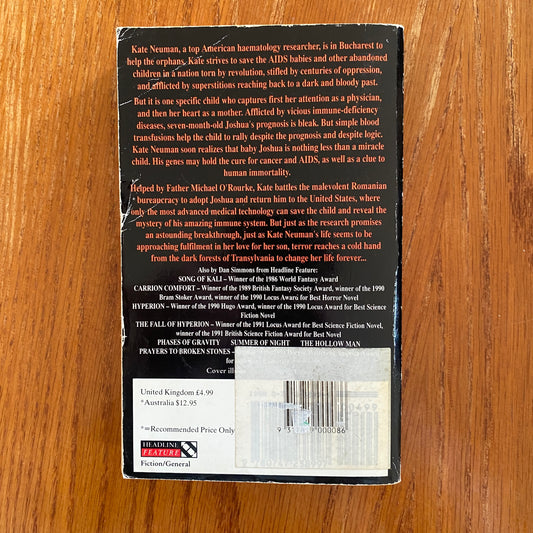 Kate Neuman, a top American haematology researcher, is in Bucharest to
help the orphans. Kate strives to save the AIDS babies and other abandoned
children in a nation torn by revolution, stifled by centuries of oppression,
and afflicted by superstitions reaching back to a dark and bloody past.
But it is one specific child who captures first her attention as a physician,
and then her heart as a mother. Afflicted by vicious immune-deficiency
diseases, seven-month-old Joshua's prognosis is bleak. But simple blood
transfusions help the child to rally despite the prognosis and despite logic.
Kate Neuman soon realizes that baby Joshua is nothing less than a miracle
child. His genes may hold the cure for cancer and AIDS, as well as a clue to
human immortality.
Helped by Father Michael O'Rourke, Kate battles the malevolent Romanian
bureaucracy to adopt Joshua and return him to the United States, where
only the most advanced medical technology can save the child and reveal the
mystery of his amazing immune system. But just as the research promises
an astounding breakthrough, just as Kate Neuman's life seems to be
approaching fulfilment in her love for her son, terror reaches a cold hand
from the dark forests of Transylvania to change her life forever...
Also by Dan Simmons from Headline Feature:
SONG OF KALI – Winner of the 1986 World Fantasy Award
CARRION COMFORT – Winner of the 1989 British Fantasy Society Award, winner of the 1990
Bram Stoker Award, winner of the 1990 Locus Award for Best Horror Novel
HYPERION – Winner of the 1990 Hugo Award, winner of the 1990 Locus Award for Best Science
Fiction Novel
THE FALL OF HYPERION – Winner of the 1991 Locus Award for Best Science Fiction Novel,
winner of the 1991 British Science Fiction Award for Best Science Fiction Novel
PHASES OF GRAVITY SUMMER OF NIGHT THE HOLLOW MAN
PRAYERS TO BROKEN STONES –
for
Cover
United Kingdom £4.99
*Australia $12.95
*=Recommended Price Only
HEADLINE
FEATURE
Fiction/General